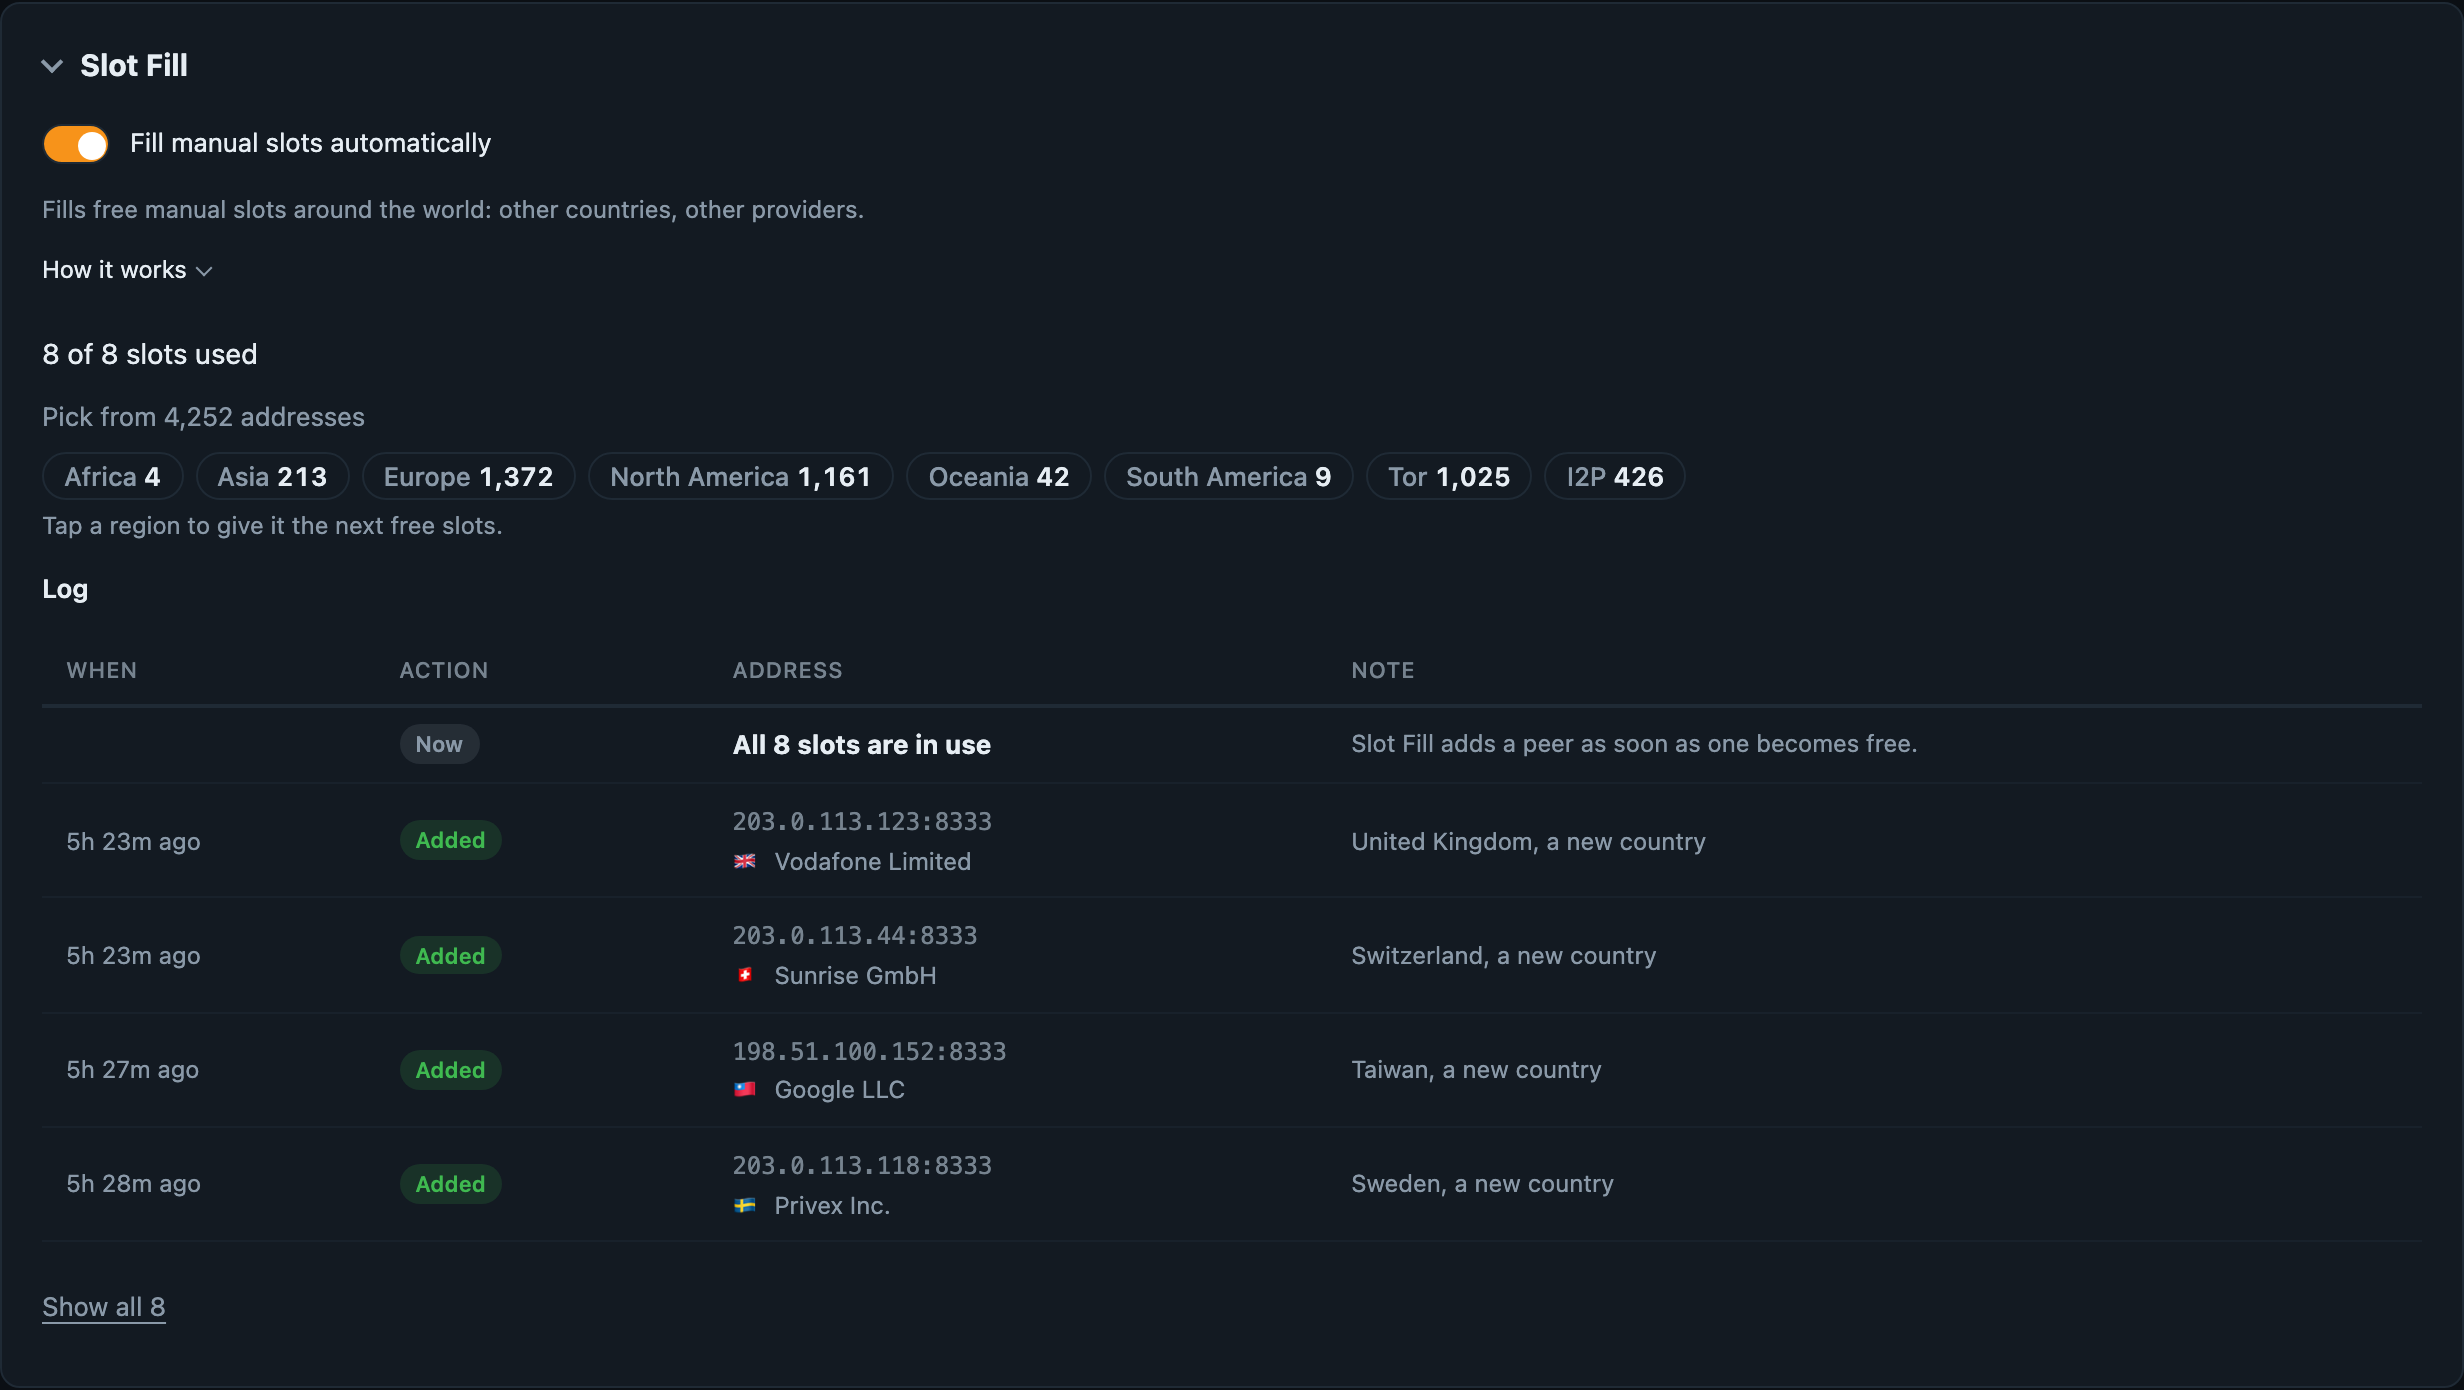 Slot Fill
Fill manual slots automatically
Fills free manual slots around the world: other countries, other providers.
How it works
8 of 8 slots used
Pick from 4,252 addresses
Africa 4 Asia 213 Europe 1,372 North America 1,161 Oceania 42 South America 9 Tor 1,025 I2P 426
Tap a region to give it the next free slots.
Log
WHEN ACTION ADDRESS NOTE
Now All 8 slots are in use Slot Fill adds a peer as soon as one becomes free.
203.0.113.123:8333
5h 23m ago Added United Kingdom, a new country
Vodafone Limited
203.0.113.44:8333
5h 23m ago Added Switzerland, a new country
Sunrise GmbH
198.51.100.152:8333
5h 27m ago Added Taiwan, a new country
Google LLC
203.0.113.118:8333
5h 28m ago Added Sweden, a new country
Privex Inc.
Show all 8